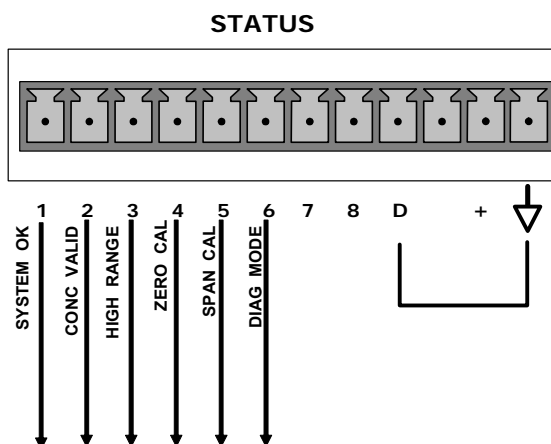 STATUS
1 2 3 4 5 6 7 8 D +
SYSTEM OK
CONC VALID
HIGH RANGE
ZERO CAL
SPAN CAL
DIAG MODE